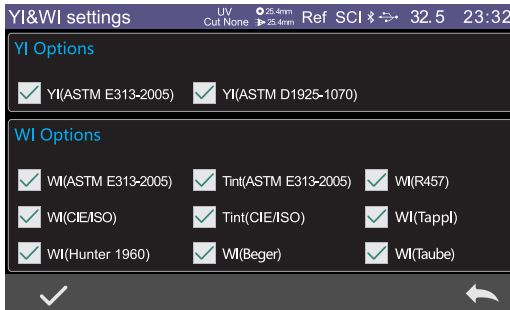 YI&WI settings UV Cut None 25.4mm 25.4mm Ref SCI 32.5 23:32
YI Options
YI(ASTM E313-2005) YI(ASTM D1925-1070)
WI Options
WI(ASTM E313-2005) Tint(ASTM E313-2005) WI(R457)
WI(CIE/ISO) Tint(CIE/ISO) WI(Tappl)
WI(Hunter 1960) WI(Beger) WI(Taube)